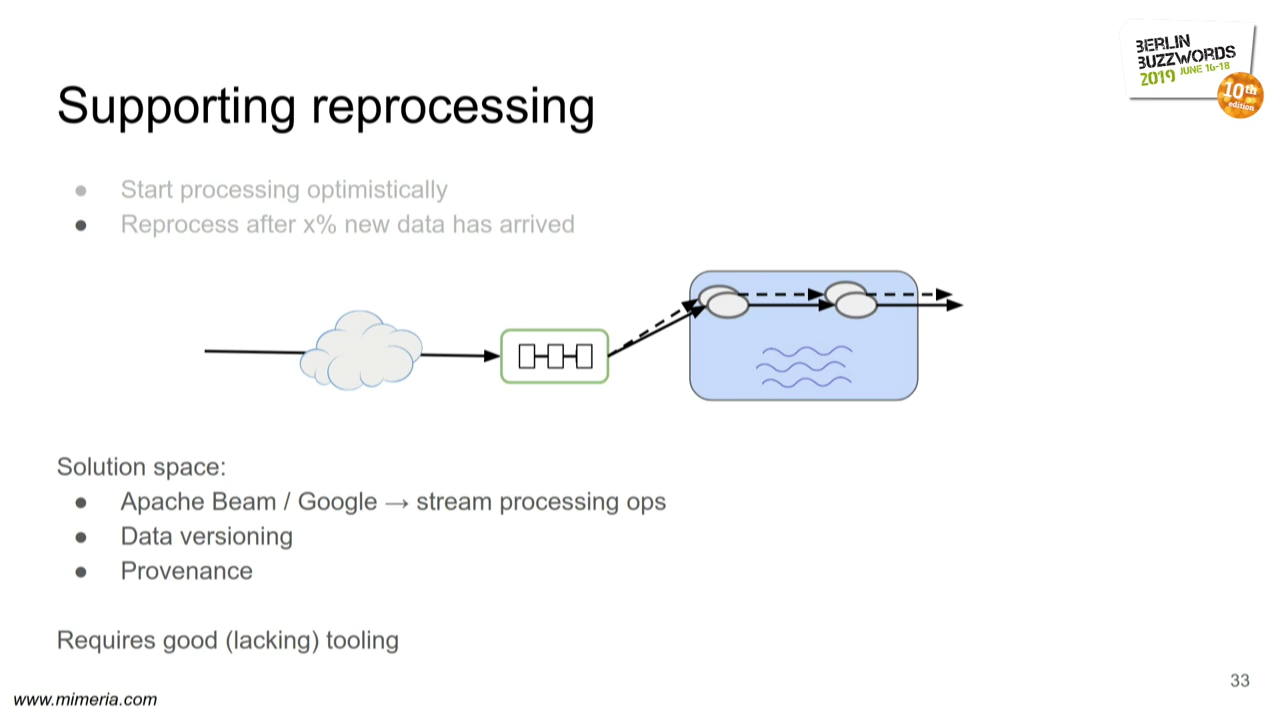 BERLIN
BUZZWORDS
2019 JUNE 16-18
10th
edition
Supporting reprocessing
● Start processing optimistically
● Reprocess after x% new data has arrived
Solution space:
● Apache Beam / Google → stream processing ops
● Data versioning
● Provenance
Requires good (lacking) tooling
33
www.mimeria.com